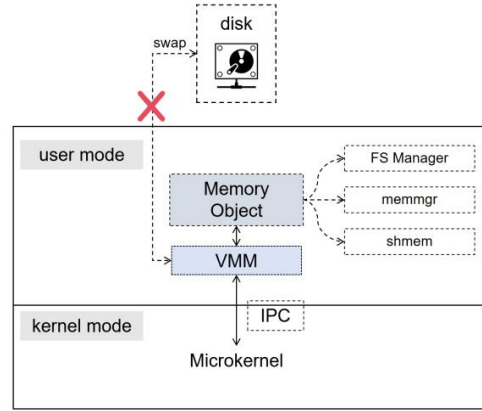 disk
swap
user mode
FS Manager
Memory
Object
memmgr
shmem
VMM
IPC
kernel mode
Microkernel